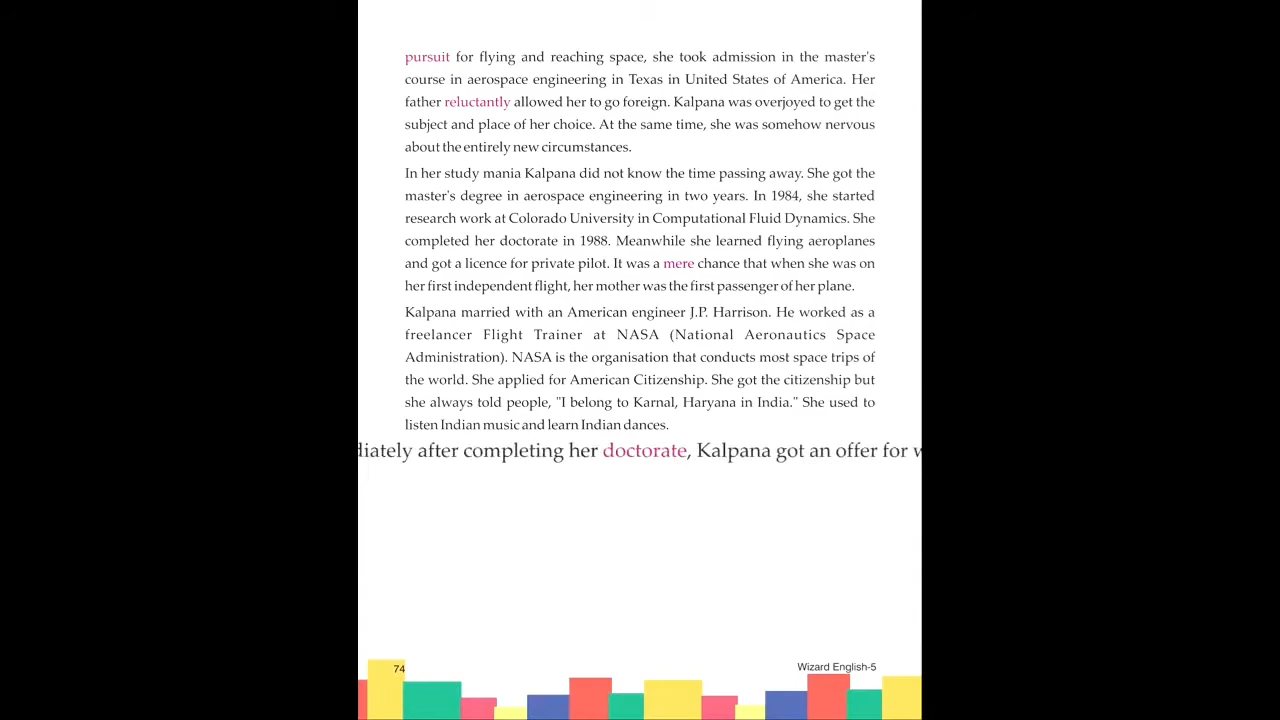 pursuit for flying and reaching space, she took admission in the master's
course in aerospace engineering in Texas in United States of America. Her
father reluctantly allowed her to go foreign. Kalpana was overjoyed to get the
subject and place of her choice. At the same time, she was somehow nervous
about the entirely new circumstances.
In her study mania Kalpana did not know the time passing away. She got the
master's degree in aerospace engineering in two years. In 1984, she started
research work at Colorado University in Computational Fluid Dynamics. She
completed her doctorate in 1988. Meanwhile she learned flying aeroplanes
and got a licence for private pilot. It was a mere chance that when she was on
her first independent flight, her mother was the first passenger of her plane.
Kalpana married with an American engineer J.P. Harrison. He worked as a
freelancer Flight Trainer at NASA (National Aeronautics Space
Administration). NASA is the organisation that conducts most space trips of
the world. She applied for American Citizenship. She got the citizenship but
she always told people, "I belong to Karnal, Haryana in India." She used to
listen Indian music and learn Indian dances.
diately after completing her doctorate, Kalpana got an offer for w
74
Wizard English-5